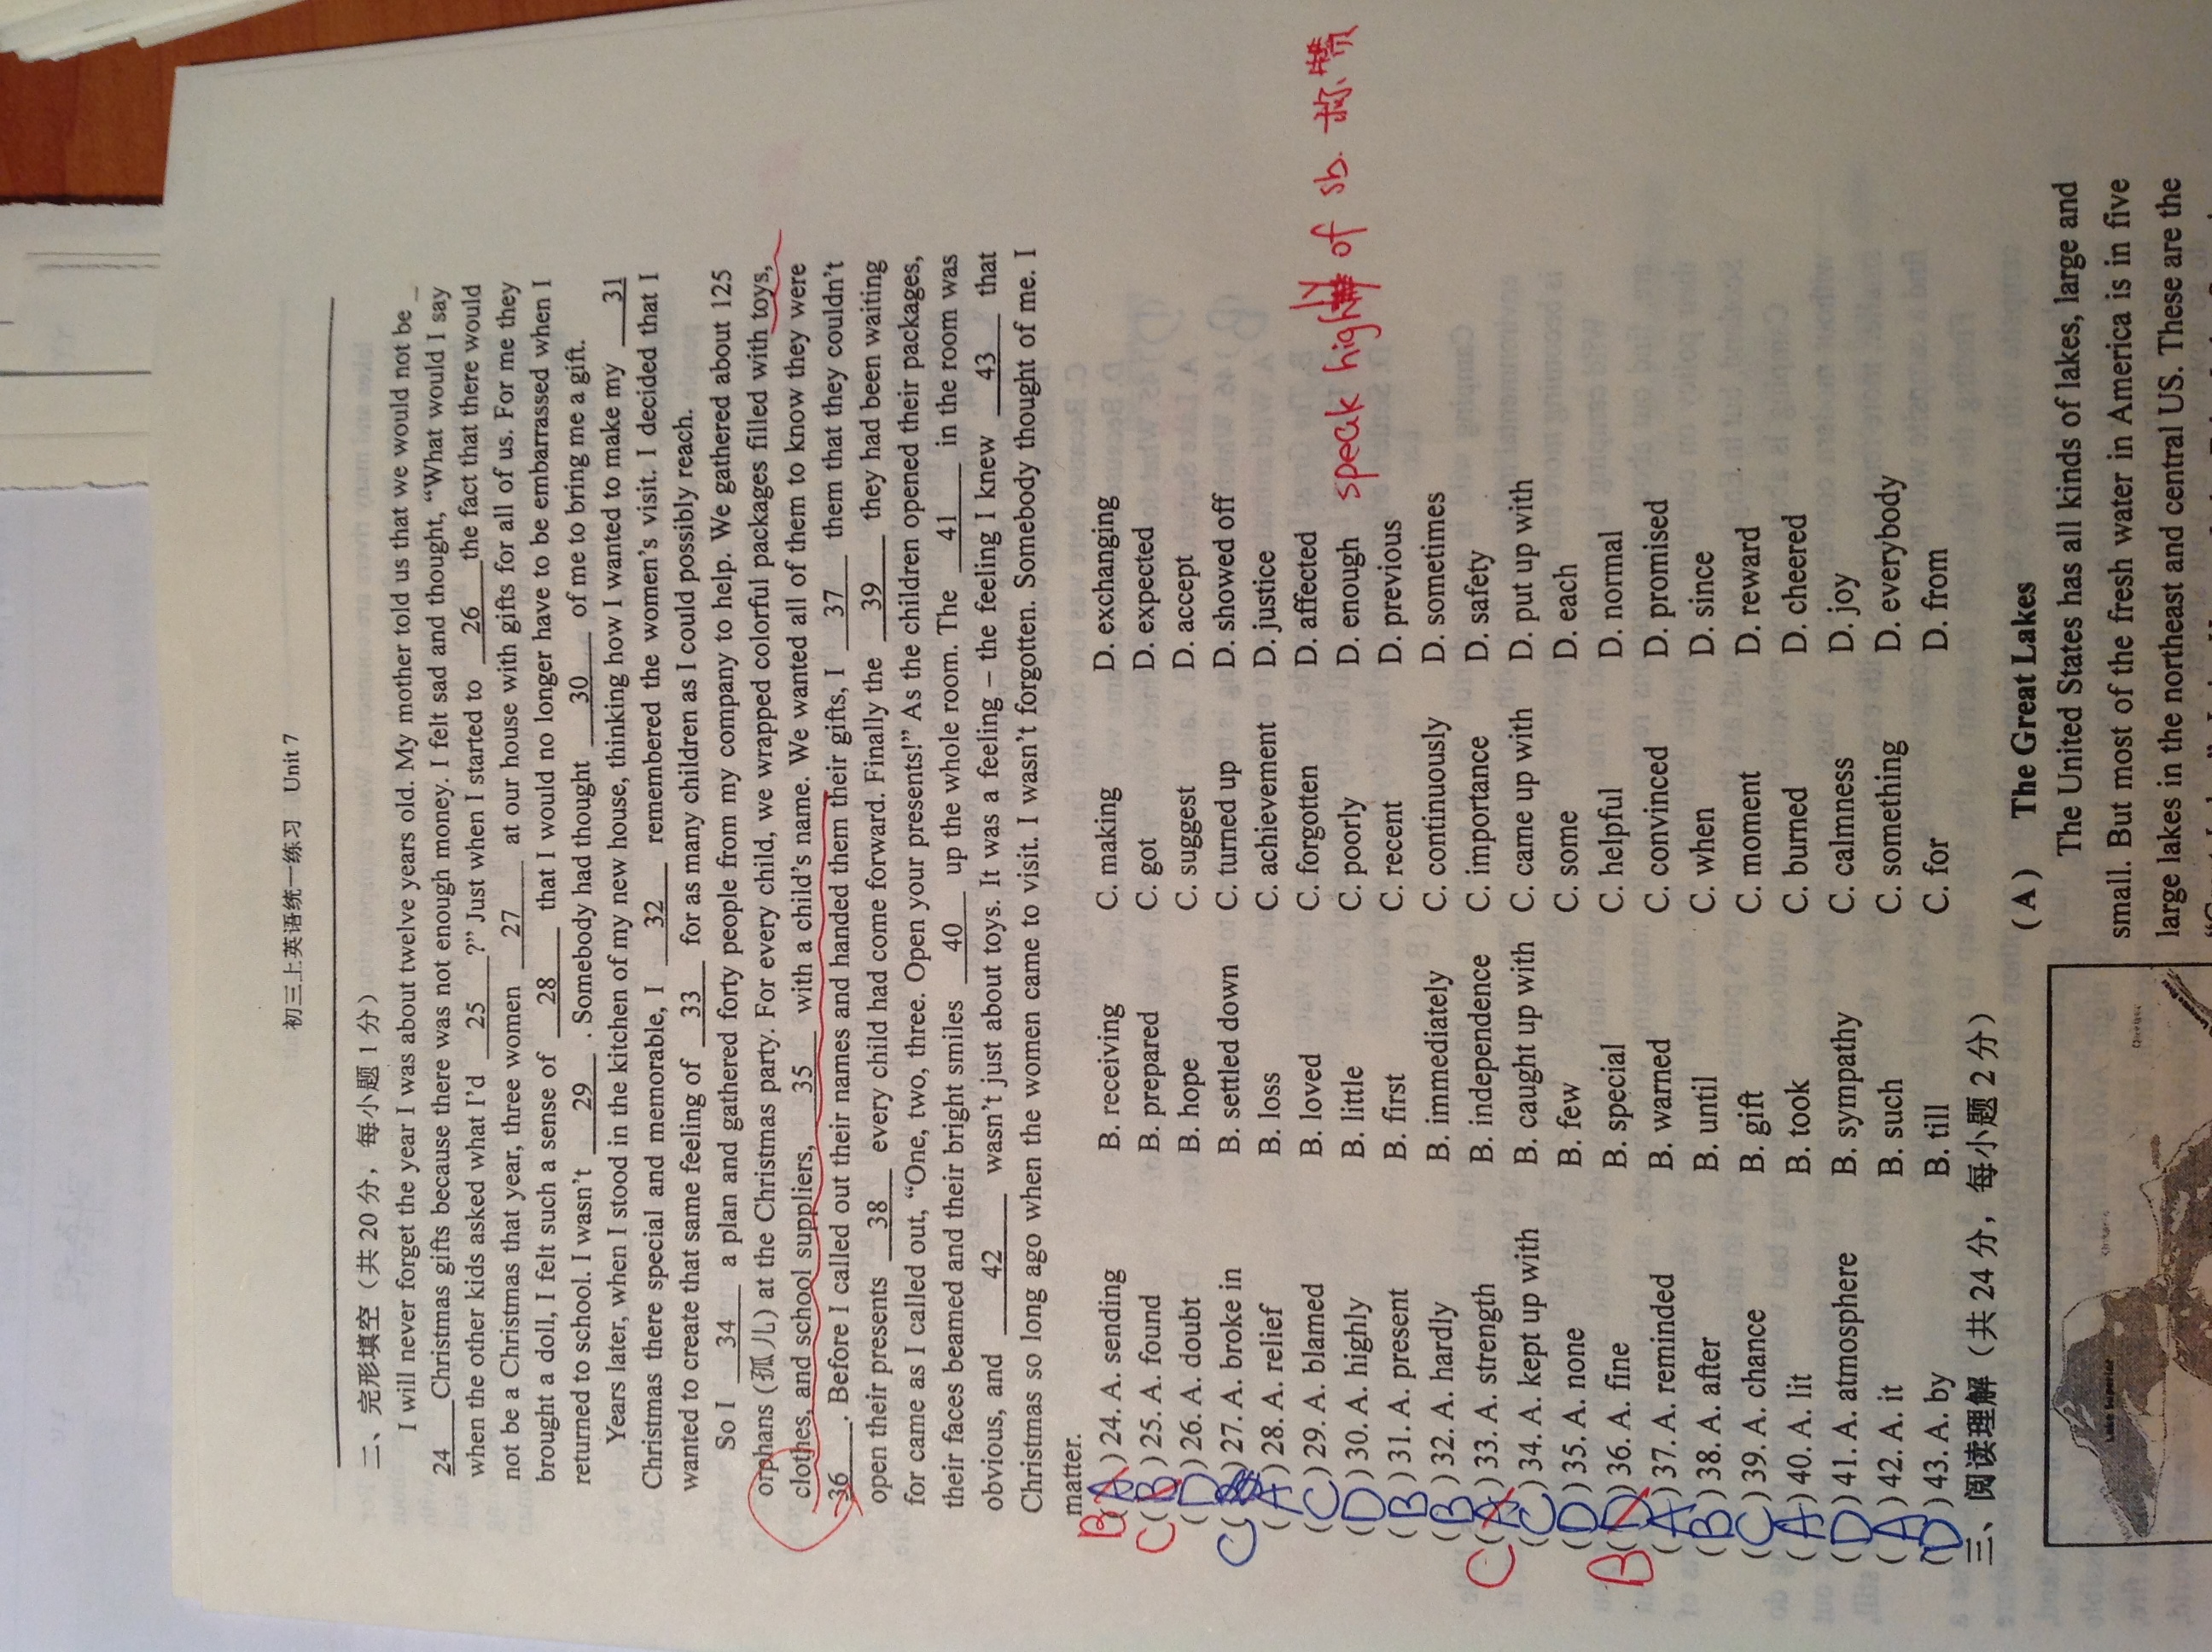 初三上英语统一练习 Unit 7
二、完形填空（共 20 分，每小题 1 分）
I will never forget the year I was about twelve years old. My mother told us that we would not be _
24 Christmas gifts because there was not enough money. I felt sad and thought, “What would I say
when the other kids asked what I’d 25 ?” Just when I started to 26 the fact that there would
not be a Christmas that year, three women 27 at our house with gifts for all of us. For me they
brought a doll, I felt such a sense of 28 that I would no longer have to be embarrassed when I
returned to school. I wasn’t 29 . Somebody had thought 30 of me to bring me a gift.
Years later, when I stood in the kitchen of my new house, thinking how I wanted to make my 31
Christmas there special and memorable, I 32 remembered the women’s visit. I decided that I
wanted to create that same feeling of 33 for as many children as I could possibly reach.
So I 34 a plan and gathered forty people from my company to help. We gathered about 125
orphans (孤儿) at the Christmas party. For every child, we wrapped colorful packages filled with toys,
clothes, and school suppliers, 35 with a child’s name. We wanted all of them to know they were
36 . Before I called out their names and handed them their gifts, I 37 them that they couldn’t
open their presents 38 every child had come forward. Finally the 39 they had been waiting
for came as I called out, “One, two, three. Open your presents!” As the children opened their packages,
their faces beamed and their bright smiles 40 up the whole room. The 41 in the room was
obvious, and 42 wasn’t just about toys. It was a feeling – the feeling I knew 43 that
Christmas so long ago when the women came to visit. I wasn’t forgotten. Somebody thought of me. I
matter.
B (A) 24. A. sending B. receiving C. making D. exchanging
C (B) 25. A. found B. prepared C. got D. expected
(D) 26. A. doubt B. hope C. suggest D. accept
C (B) 27. A. broke in B. settled down C. turned up D. showed off
(A) 28. A. relief B. loss C. achievement D. justice
(C) 29. A. blamed B. loved C. forgotten D. affected
(D) 30. A. highly B. little C. poorly D. enough speak highly of sb. 称赞
(B) 31. A. present B. first C. recent D. previous
(B) 32. A. hardly B. immediately C. continuously D. sometimes
C (A) 33. A. strength B. independence C. importance D. safety
(C) 34. A. kept up with B. caught up with C. came up with D. put up with
(D) 35. A. none B. few C. some D. each
B (D) 36. A. fine B. special C. helpful D. normal
(A) 37. A. reminded B. warned C. convinced D. promised
(B) 38. A. after B. until C. when D. since
(C) 39. A. chance B. gift C. moment D. reward
(A) 40. A. lit B. took C. burned D. cheered
(D) 41. A. atmosphere B. sympathy C. calmness D. joy
(A) 42. A. it B. such C. something D. everybody
(D) 43. A. by B. till C. for D. from
三、阅读理解（共 24 分，每小题 2 分）
(A) The Great Lakes
The United States has all kinds of lakes, large and
small. But most of the fresh water in America is in five
large lakes in the northeast and central US. These are the
Lake Superior